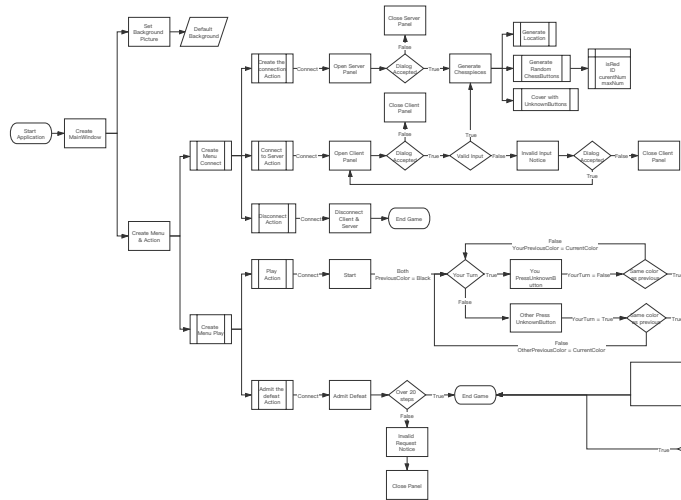 Close Server
Panel
Set
Background
Picture
Default
Background
Generate
Location
False
Create the
connection
Action
Connect
Open Server
Panel
Dialog
Accepted
True
Generate
Chesspieces
Generate
Random
ChessButtons
isRed
ID
curentNum
maxNum
Close Client
Panel
Cover with
UnknownButtons
Start
Application
Create
MainWindow
False
True
Create
Menu
Connect
Connect
to Server
Action
Connect
Open Client
Panel
Dialog
Accepted
True
Valid Input
False
Invalid Input
Notice
Dialog
Accepted
False
Close Client
Panel
True
Disconnect
Action
Connect
Disconnect
Client &
Server
End Game
Create Menu
& Action
False
YourPreviousColor = CurrentColor
Play
Action
Connect
Start
Both
PreviousColor = Black
Your Turn
True
You
PressUnknownB
utton
YourTurn = False
Same color
as previous
True
False
Create
Menu Play
Other Press
UnknownButton
YourTurn = True
Same color
as previous
True
False
OtherPreviousColor = CurrentColor
Admit the
defeat
Action
Connect
Admit Defeat
Over 20
steps
True
End Game
False
Invalid
Request
Notice
True
Close Panel